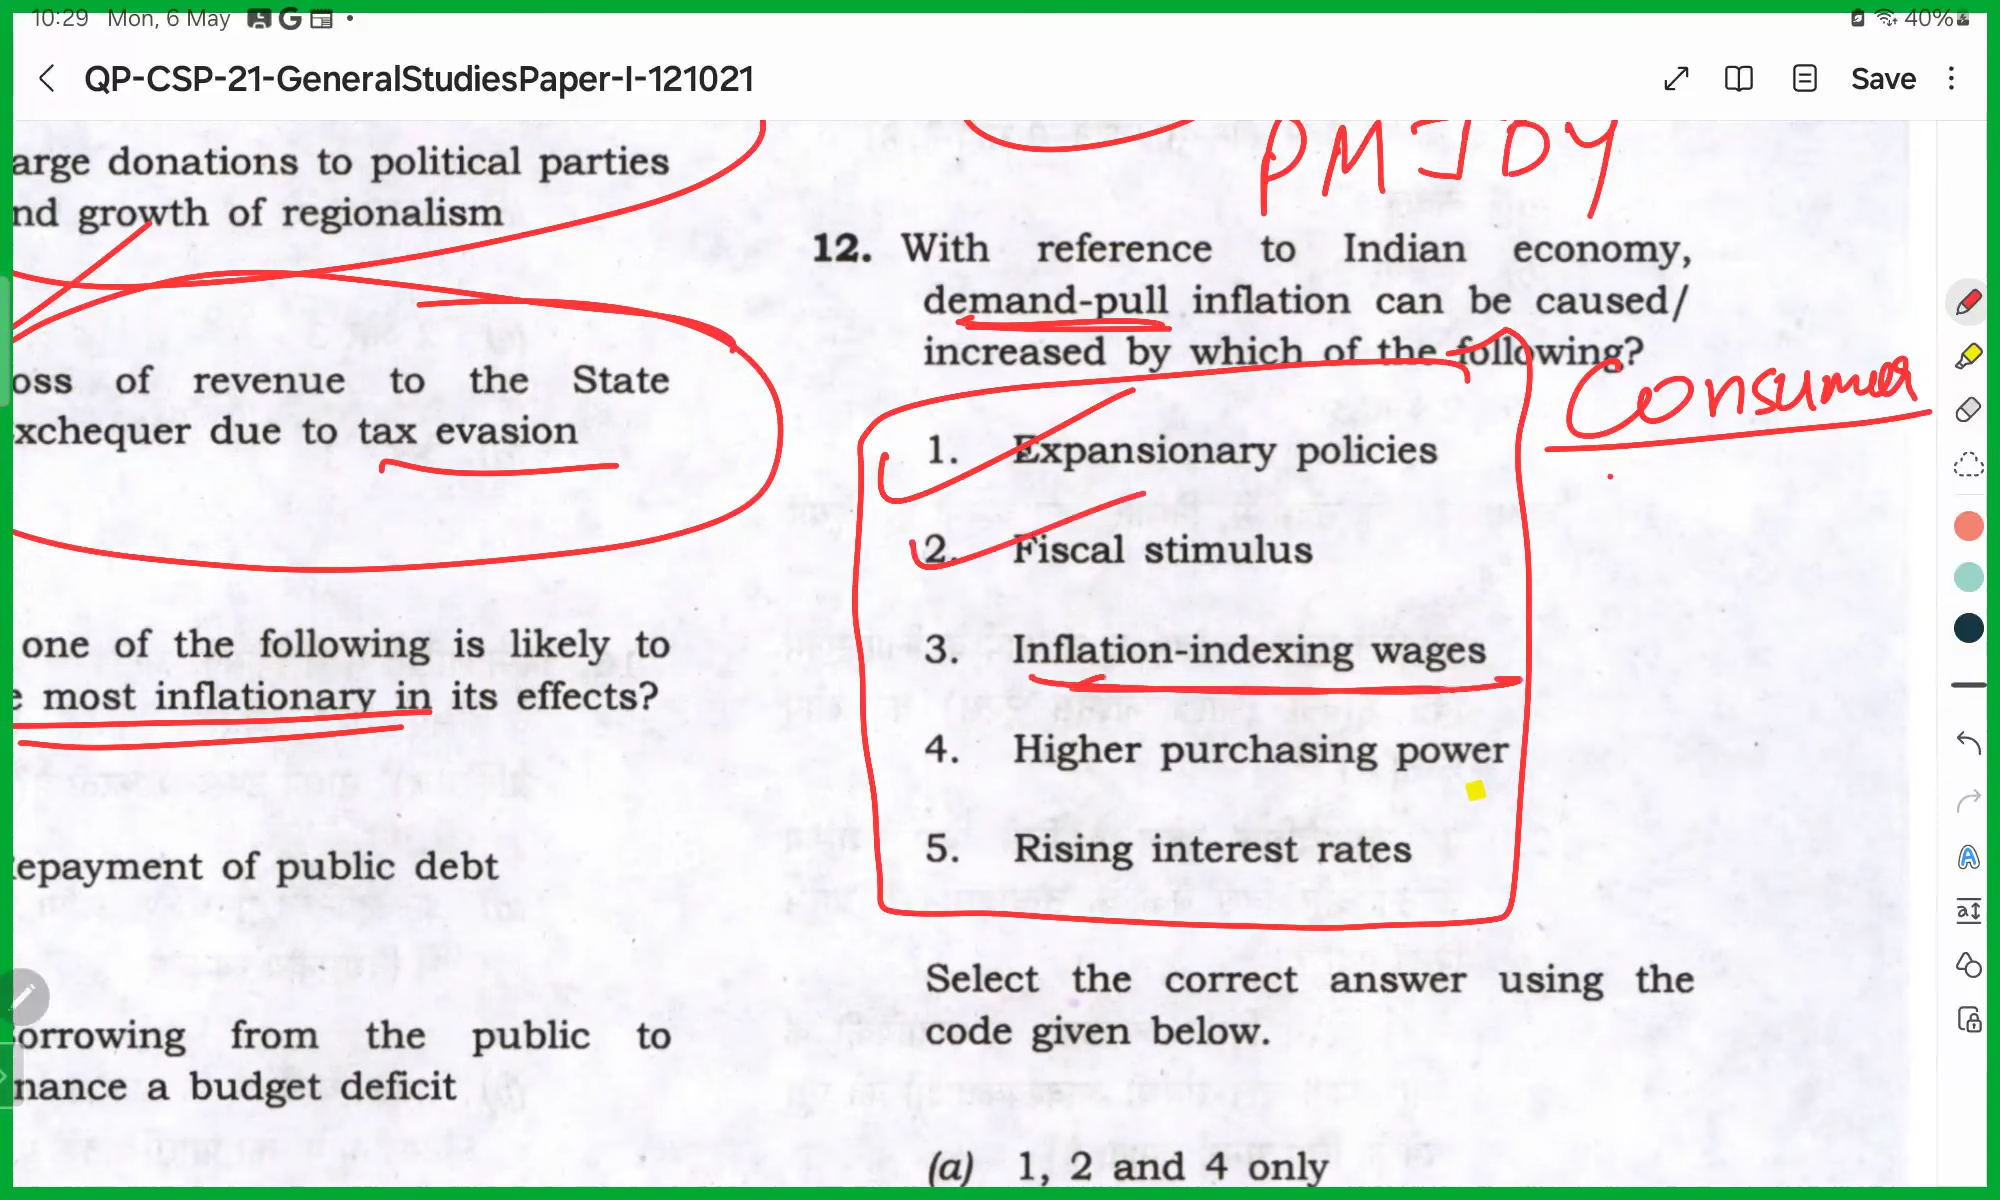 10:29 Mon, 6 May
40%
QP-CSP-21-GeneralStudiesPaper-I-121021
Save
arge donations to political parties
nd growth of regionalism
oss of revenue to the State
xchequer due to tax evasion
one of the following is likely to
e most inflationary in its effects?
epayment of public debt
orrowing from the public to
nance a budget deficit
PMJDY
12. With reference to Indian economy,
demand-pull inflation can be caused/
increased by which of the following?
Consumer
1. Expansionary policies
2. Fiscal stimulus
3. Inflation-indexing wages
4. Higher purchasing power
5. Rising interest rates
Select the correct answer using the
code given below.
(a) 1, 2 and 4 only